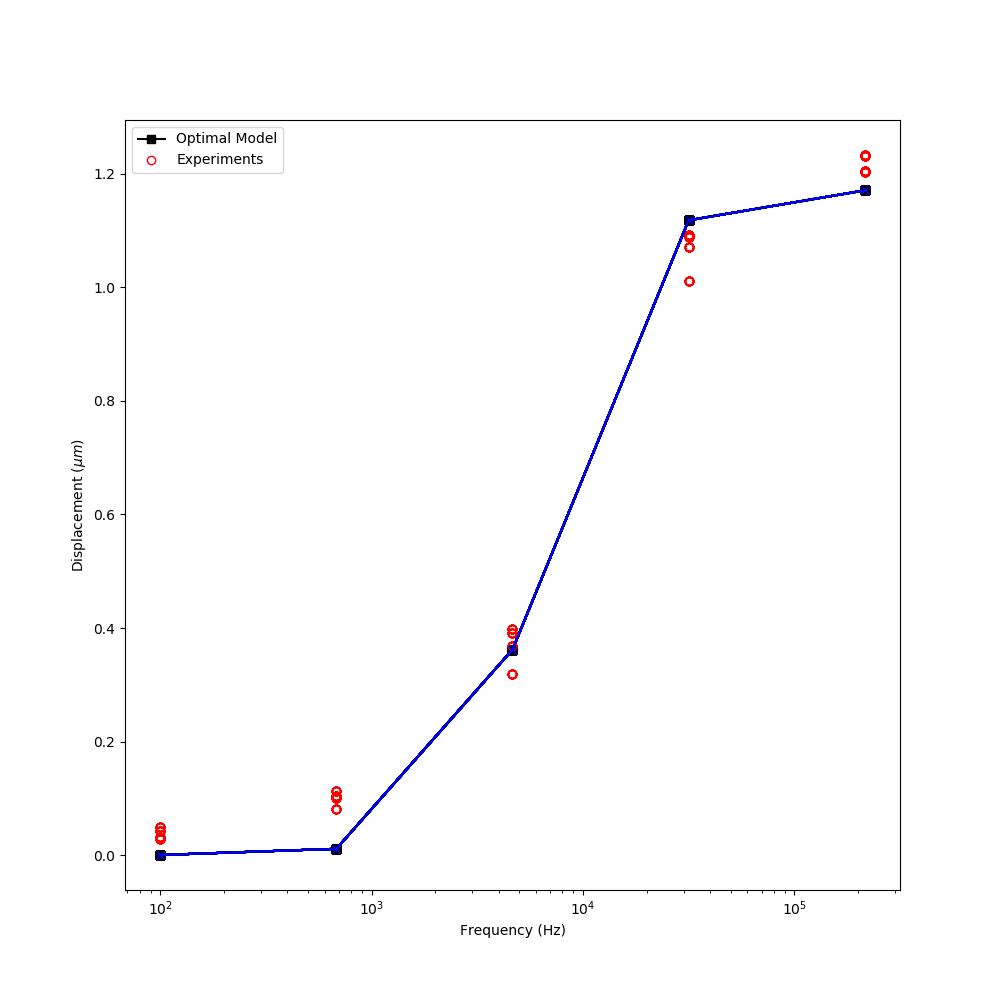 Optimal Model
Experiments
1.2
1.0
0.8
0.6
0.4
0.2
0.0
Displacement (μm)
10²
10³
10⁴
10⁵
Frequency (Hz)